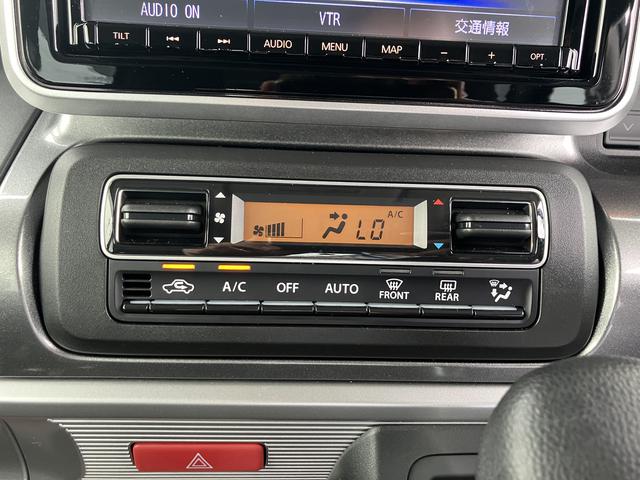 AUDIO ON VTR 交通情報
TILT AUDIO MENU MAP − + OPT
A/C
LO
A/C OFF AUTO FRONT REAR